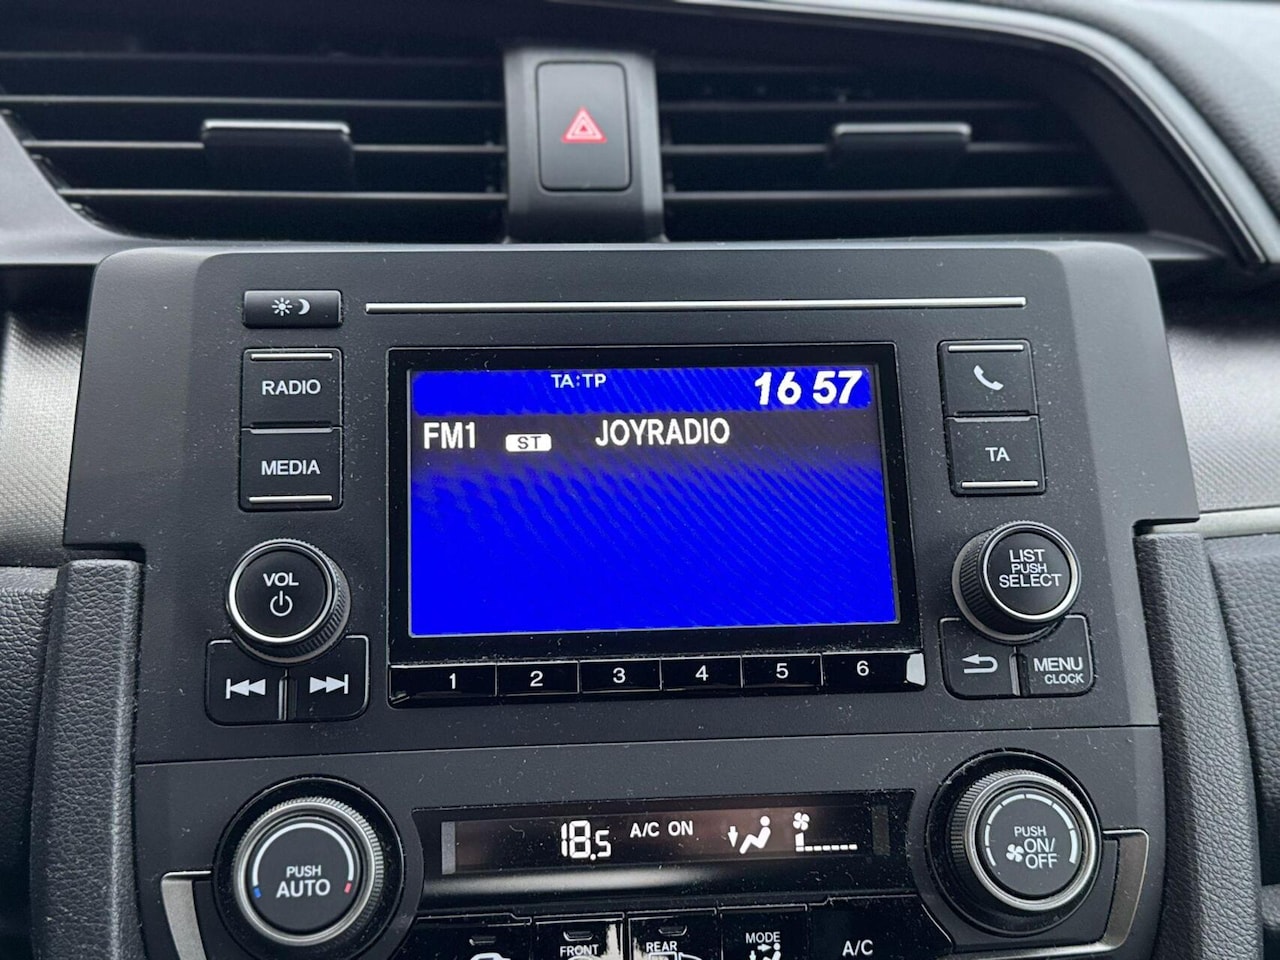 RADIO
MEDIA
VOL
TA:TP
16 57
FM1 ST JOYRADIO
TA
LIST
PUSH
SELECT
MENU
CLOCK
1 2 3 4 5 6
PUSH
AUTO
18.5 A/C ON
PUSH
ON/
OFF
FRONT
REAR
MODE
A/C